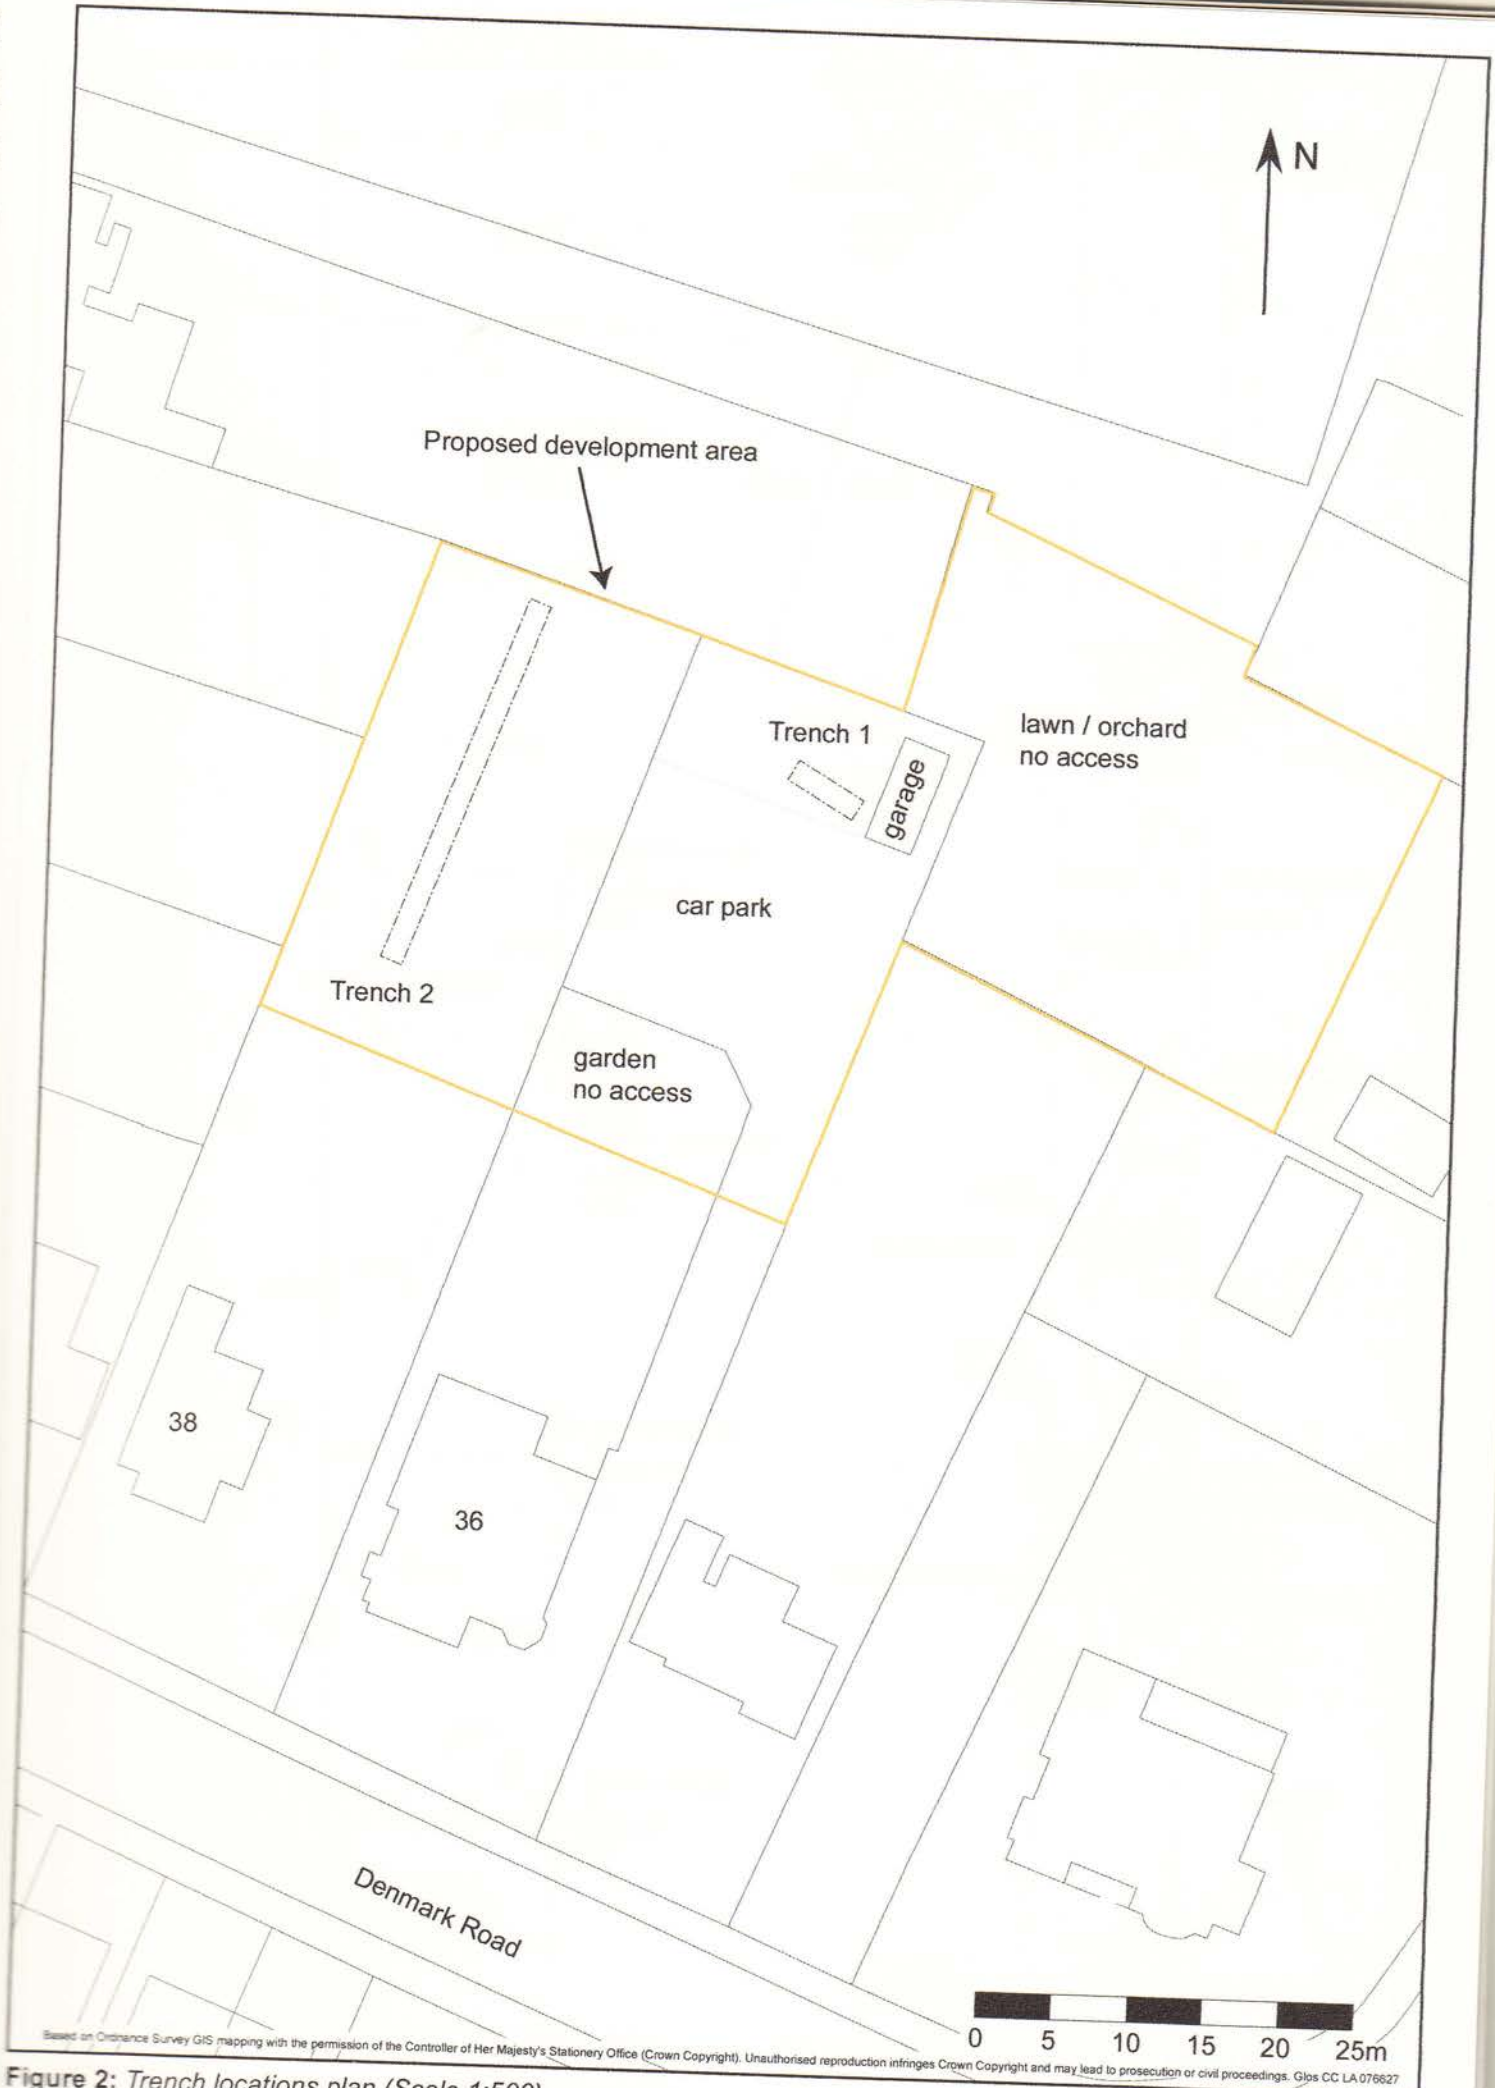 N
Proposed development area
lawn / orchard
no access
Trench 1
garage
car park
Trench 2
garden
no access
38
36
Denmark Road
0 5 10 15 20 25m
Based on Ordnance Survey GIS mapping with the permission of the Controller of Her Majesty's Stationery Office (Crown Copyright). Unauthorised reproduction infringes Crown Copyright and may lead to prosecution or civil proceedings. Glos CC LA 076627
Figure 2: Trench locations plan (Scale 1:500)